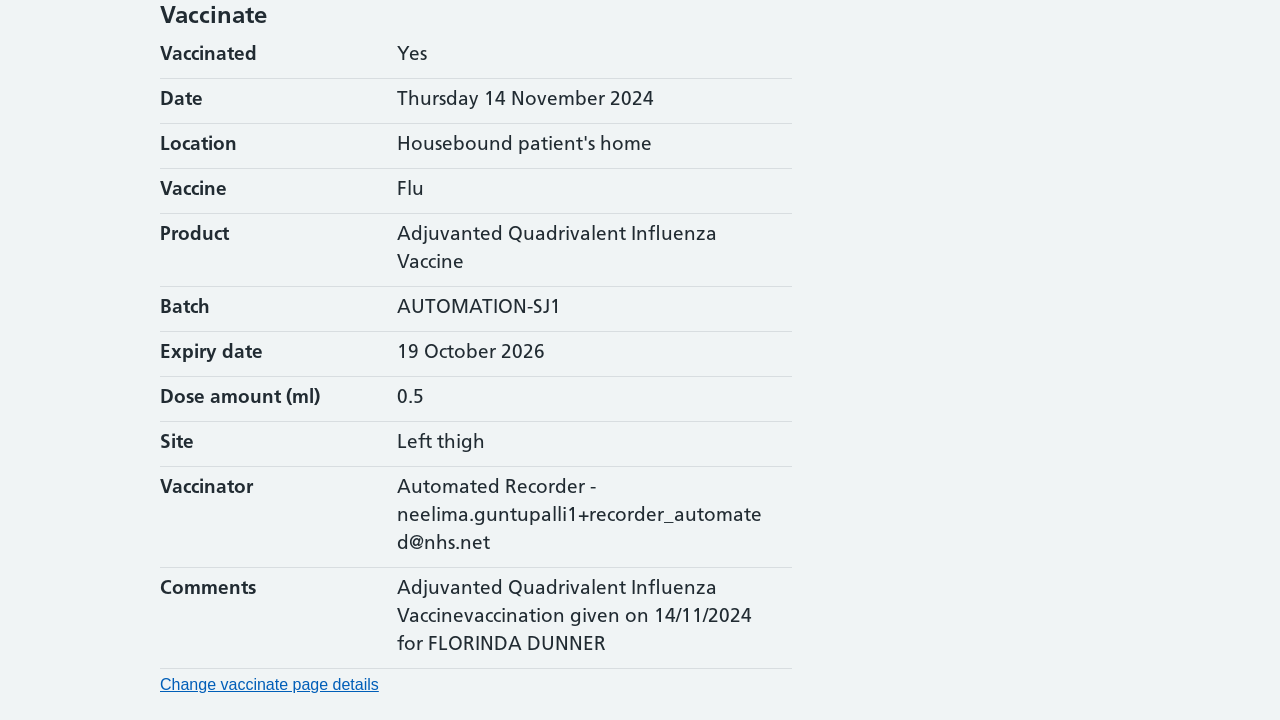 Vaccinate
Vaccinated Yes
Date Thursday 14 November 2024
Location Housebound patient's home
Vaccine Flu
Product Adjuvanted Quadrivalent Influenza
Vaccine
Batch AUTOMATION-SJ1
Expiry date 19 October 2026
Dose amount (ml) 0.5
Site Left thigh
Vaccinator Automated Recorder -
neelima.guntupalli1+recorder_automate
d@nhs.net
Comments Adjuvanted Quadrivalent Influenza
Vaccinevaccination given on 14/11/2024
for FLORINDA DUNNER
Change vaccinate page details